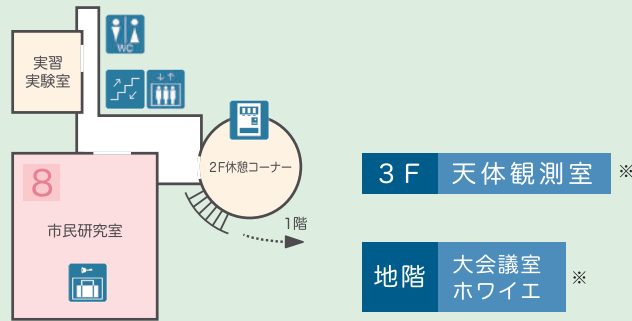 WC
実習
実験室
2F休憩コーナー
8
市民研究室
1階
3F 天体観測室 ※
地階 大会議室
ホワイエ ※